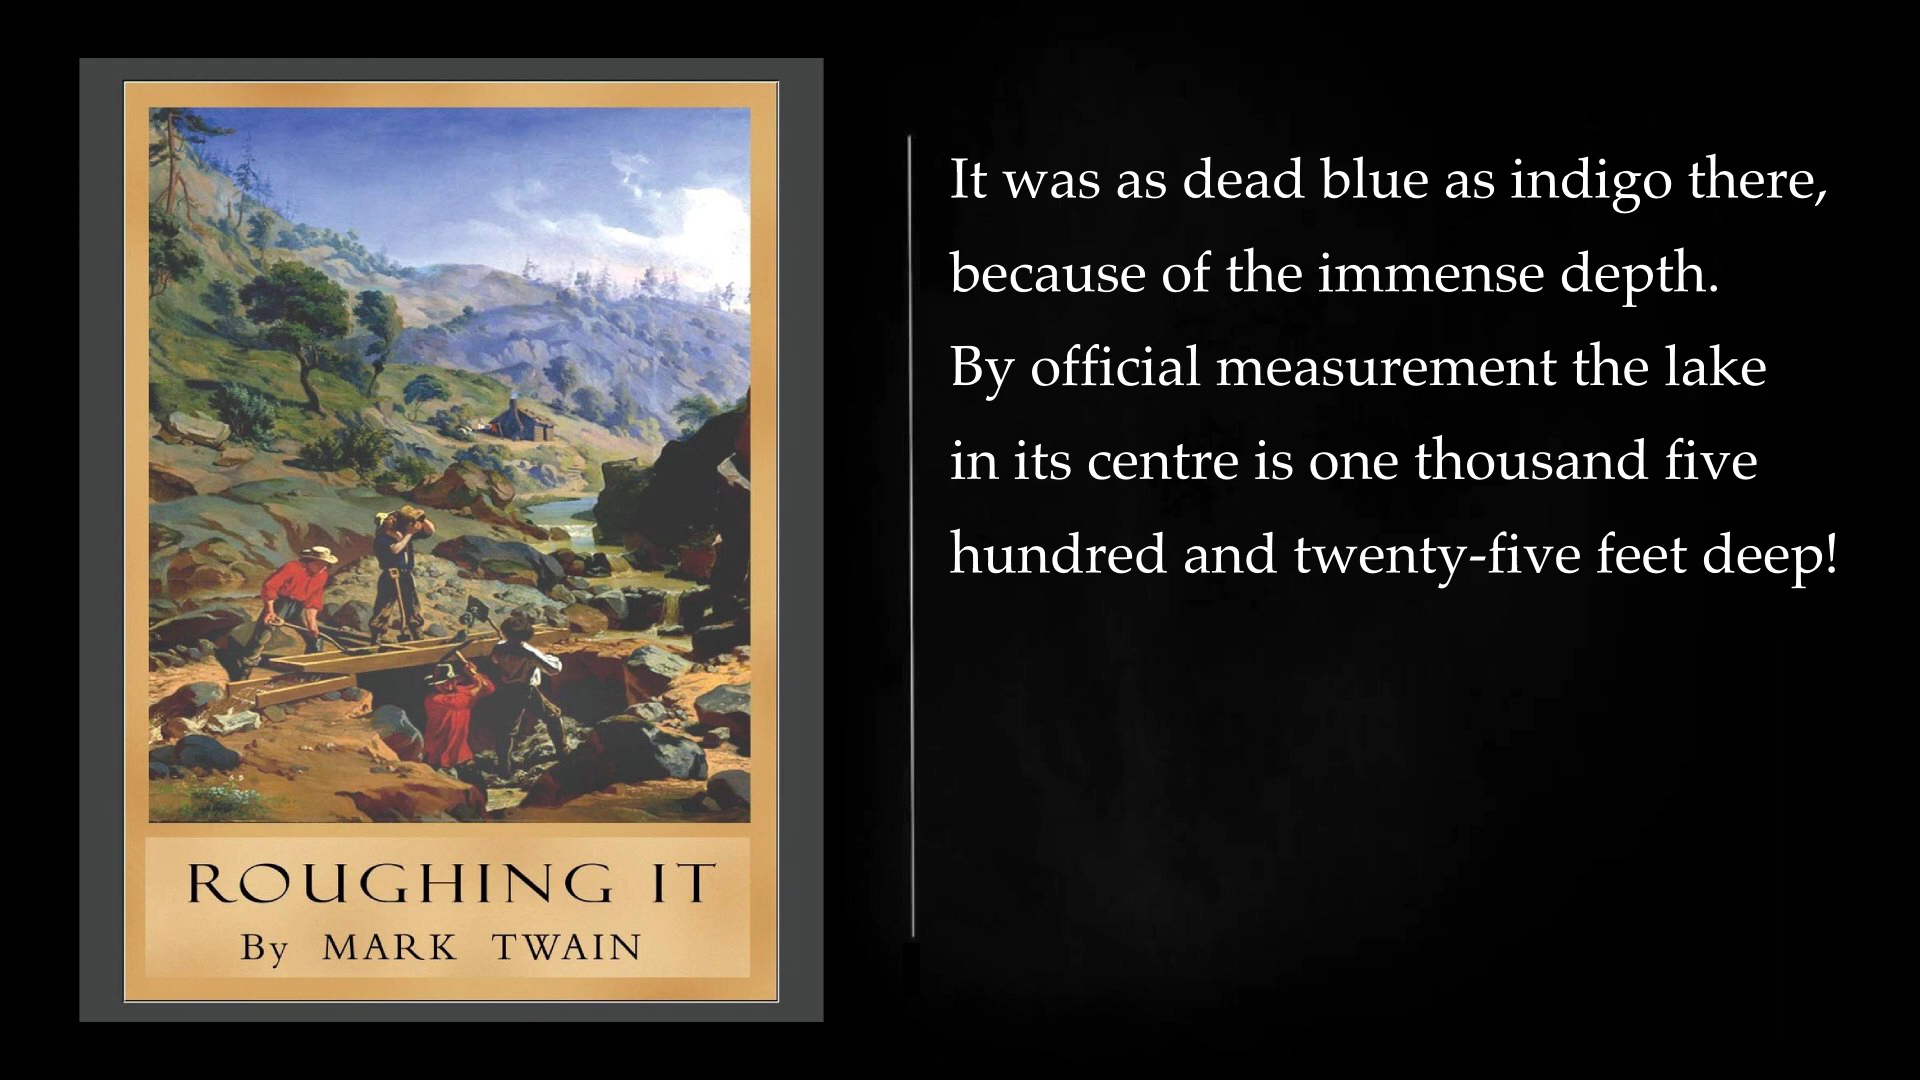 ROUGHING IT
By MARK TWAIN
It was as dead blue as indigo there,
because of the immense depth.
By official measurement the lake
in its centre is one thousand five
hundred and twenty-five feet deep!